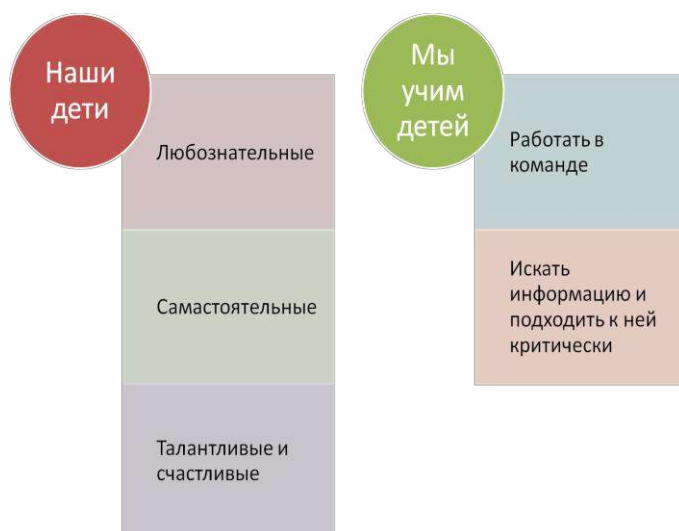 Наши
дети
Любознательные
Самастоятельные
Талантливые и
счастливые
Мы
учим
детей
Работать в
команде
Искать
информацию и
подходить к ней
критически